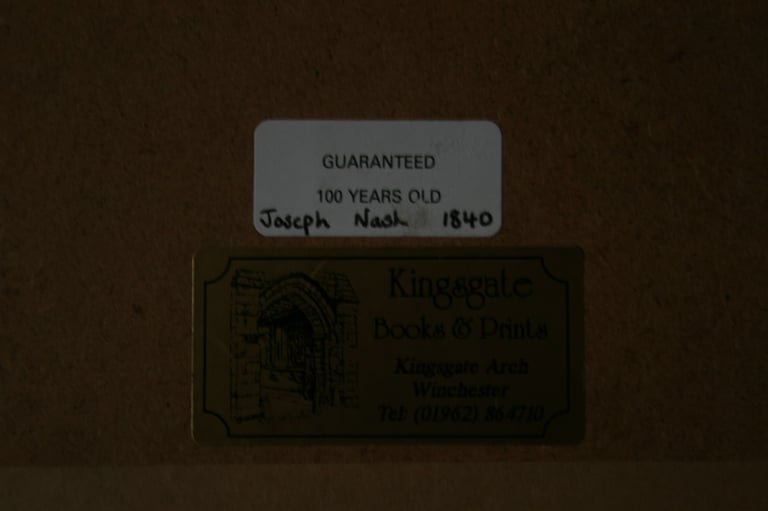 GUARANTEED
100 YEARS OLD
Joseph Nash 1840
Kingsgate
Books & Prints
Kingsgate Arch
Winchester
Tel: (01962) 864710